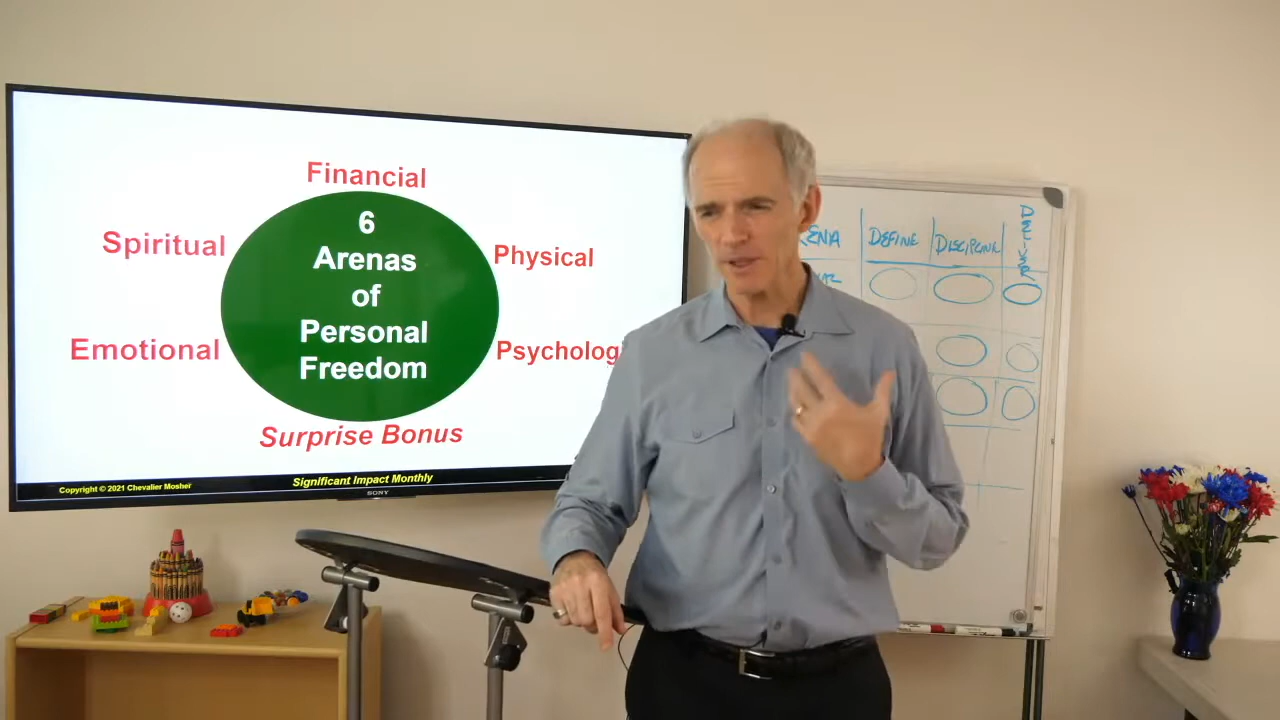 Financial
Spiritual
Physical
Emotional
6
Arenas
of
Personal
Freedom
Surprise Bonus
Copyright © 2021 Chevalier Mosher
Significant Impact Monthly
SONY
DEFINE
DISCIPLINE